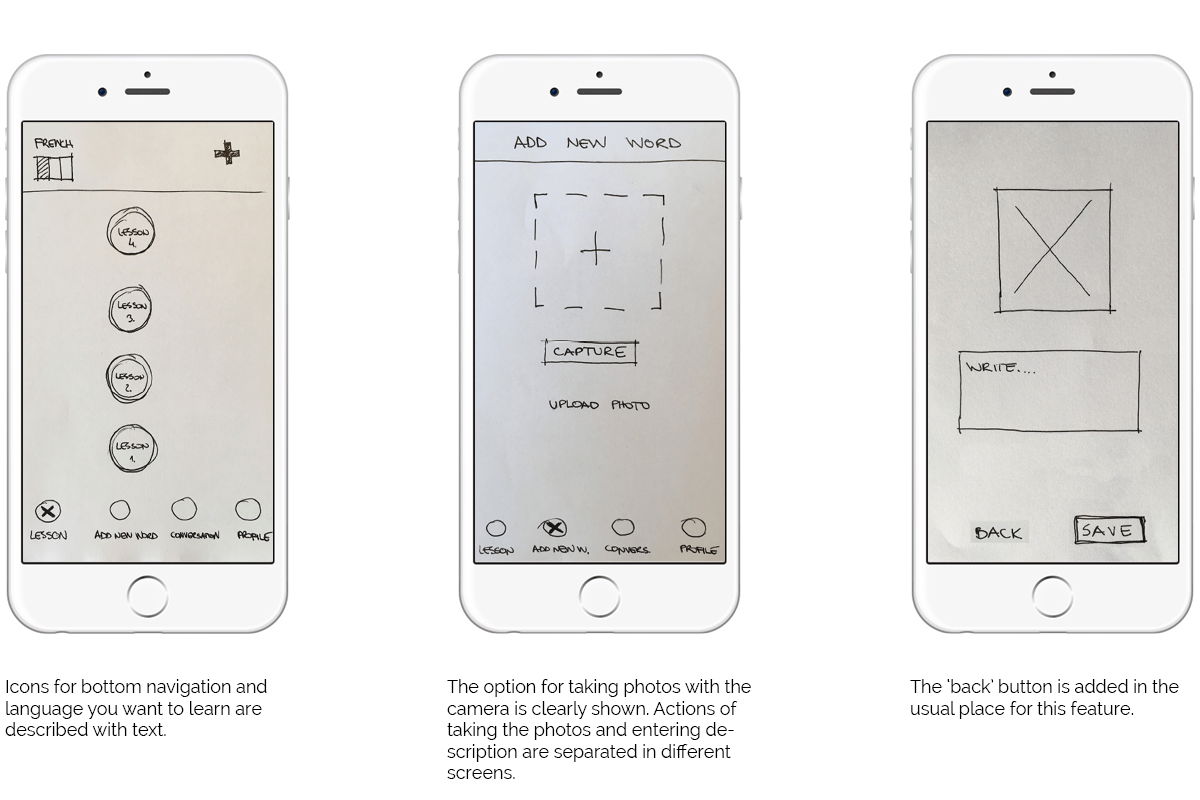 FRENCH
LESSON
4.
LESSON
3.
LESSON
2.
LESSON
1.
LESSON
ADD NEW WORD
CONVERSATION
PROFILE
Icons for bottom navigation and
language you want to learn are
described with text.
ADD NEW WORD
CAPTURE
UPLOAD PHOTO
LESSON
ADD NEW W.
CONVERS.
PROFILE
The option for taking photos with the
camera is clearly shown. Actions of
taking the photos and entering de-
scription are separated in different
screens.
WRITE....
BACK
SAVE
The 'back' button is added in the
usual place for this feature.